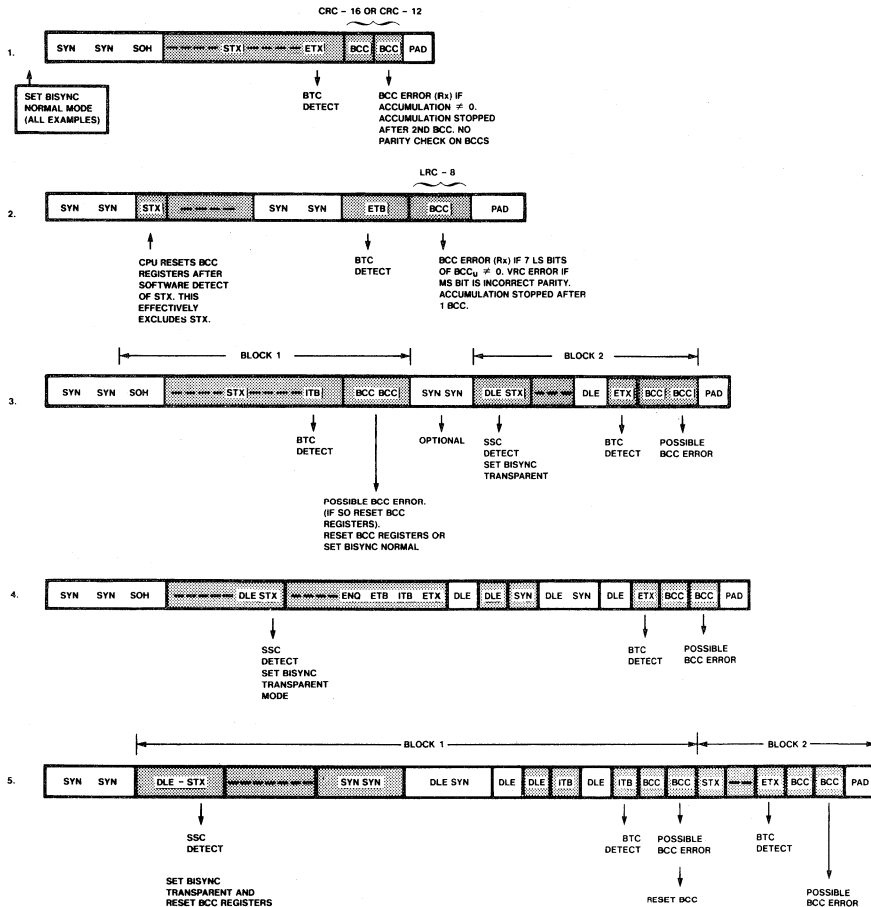 CRC - 16 OR CRC - 12
1. SYN SYN SOH ----- STX ----- ETX BCC BCC PAD
SET BISYNC
NORMAL MODE
(ALL EXAMPLES)
BTC
DETECT
BCC ERROR (Rx) IF
ACCUMULATION ≠ 0.
ACCUMULATION STOPPED
AFTER 2ND BCC. NO
PARITY CHECK ON BCCS
LRC - 8
2. SYN SYN STX ---- SYN SYN ETB BCC PAD
CPU RESETS BCC
REGISTERS AFTER
SOFTWARE DETECT
OF STX. THIS
EFFECTIVELY
EXCLUDES STX.
BTC
DETECT
BCC ERROR (Rx) IF 7 LS BITS
OF BCCU ≠ 0. VRC ERROR IF
MS BIT IS INCORRECT PARITY.
ACCUMULATION STOPPED AFTER
1 BCC.
BLOCK 1 BLOCK 2
3. SYN SYN SOH ----- STX ----- ITB BCC BCC SYN SYN DLE STX --- DLE ETX BCC BCC PAD
BTC
DETECT
OPTIONAL
SSC
DETECT
SET BISYNC
TRANSPARENT
BTC
DETECT
POSSIBLE
BCC ERROR
POSSIBLE BCC ERROR.
(IF SO RESET BCC
REGISTERS).
RESET BCC REGISTERS OR
SET BISYNC NORMAL
4. SYN SYN SOH ------ DLE STX ----- ENQ ETB ITB ETX DLE DLE SYN DLE SYN DLE ETX BCC BCC PAD
SSC
DETECT
SET BISYNC
TRANSPARENT
MODE
BTC
DETECT
POSSIBLE
BCC ERROR
BLOCK 1 BLOCK 2
5. SYN SYN DLE - STX ------- SYN SYN DLE SYN DLE DLE ITB DLE ITB BCC BCC STX -- ETX BCC BCC PAD
SSC
DETECT
SET BISYNC
TRANSPARENT AND
RESET BCC REGISTERS
BTC
DETECT
POSSIBLE
BCC ERROR
RESET BCC
BTC
DETECT
POSSIBLE
BCC ERROR